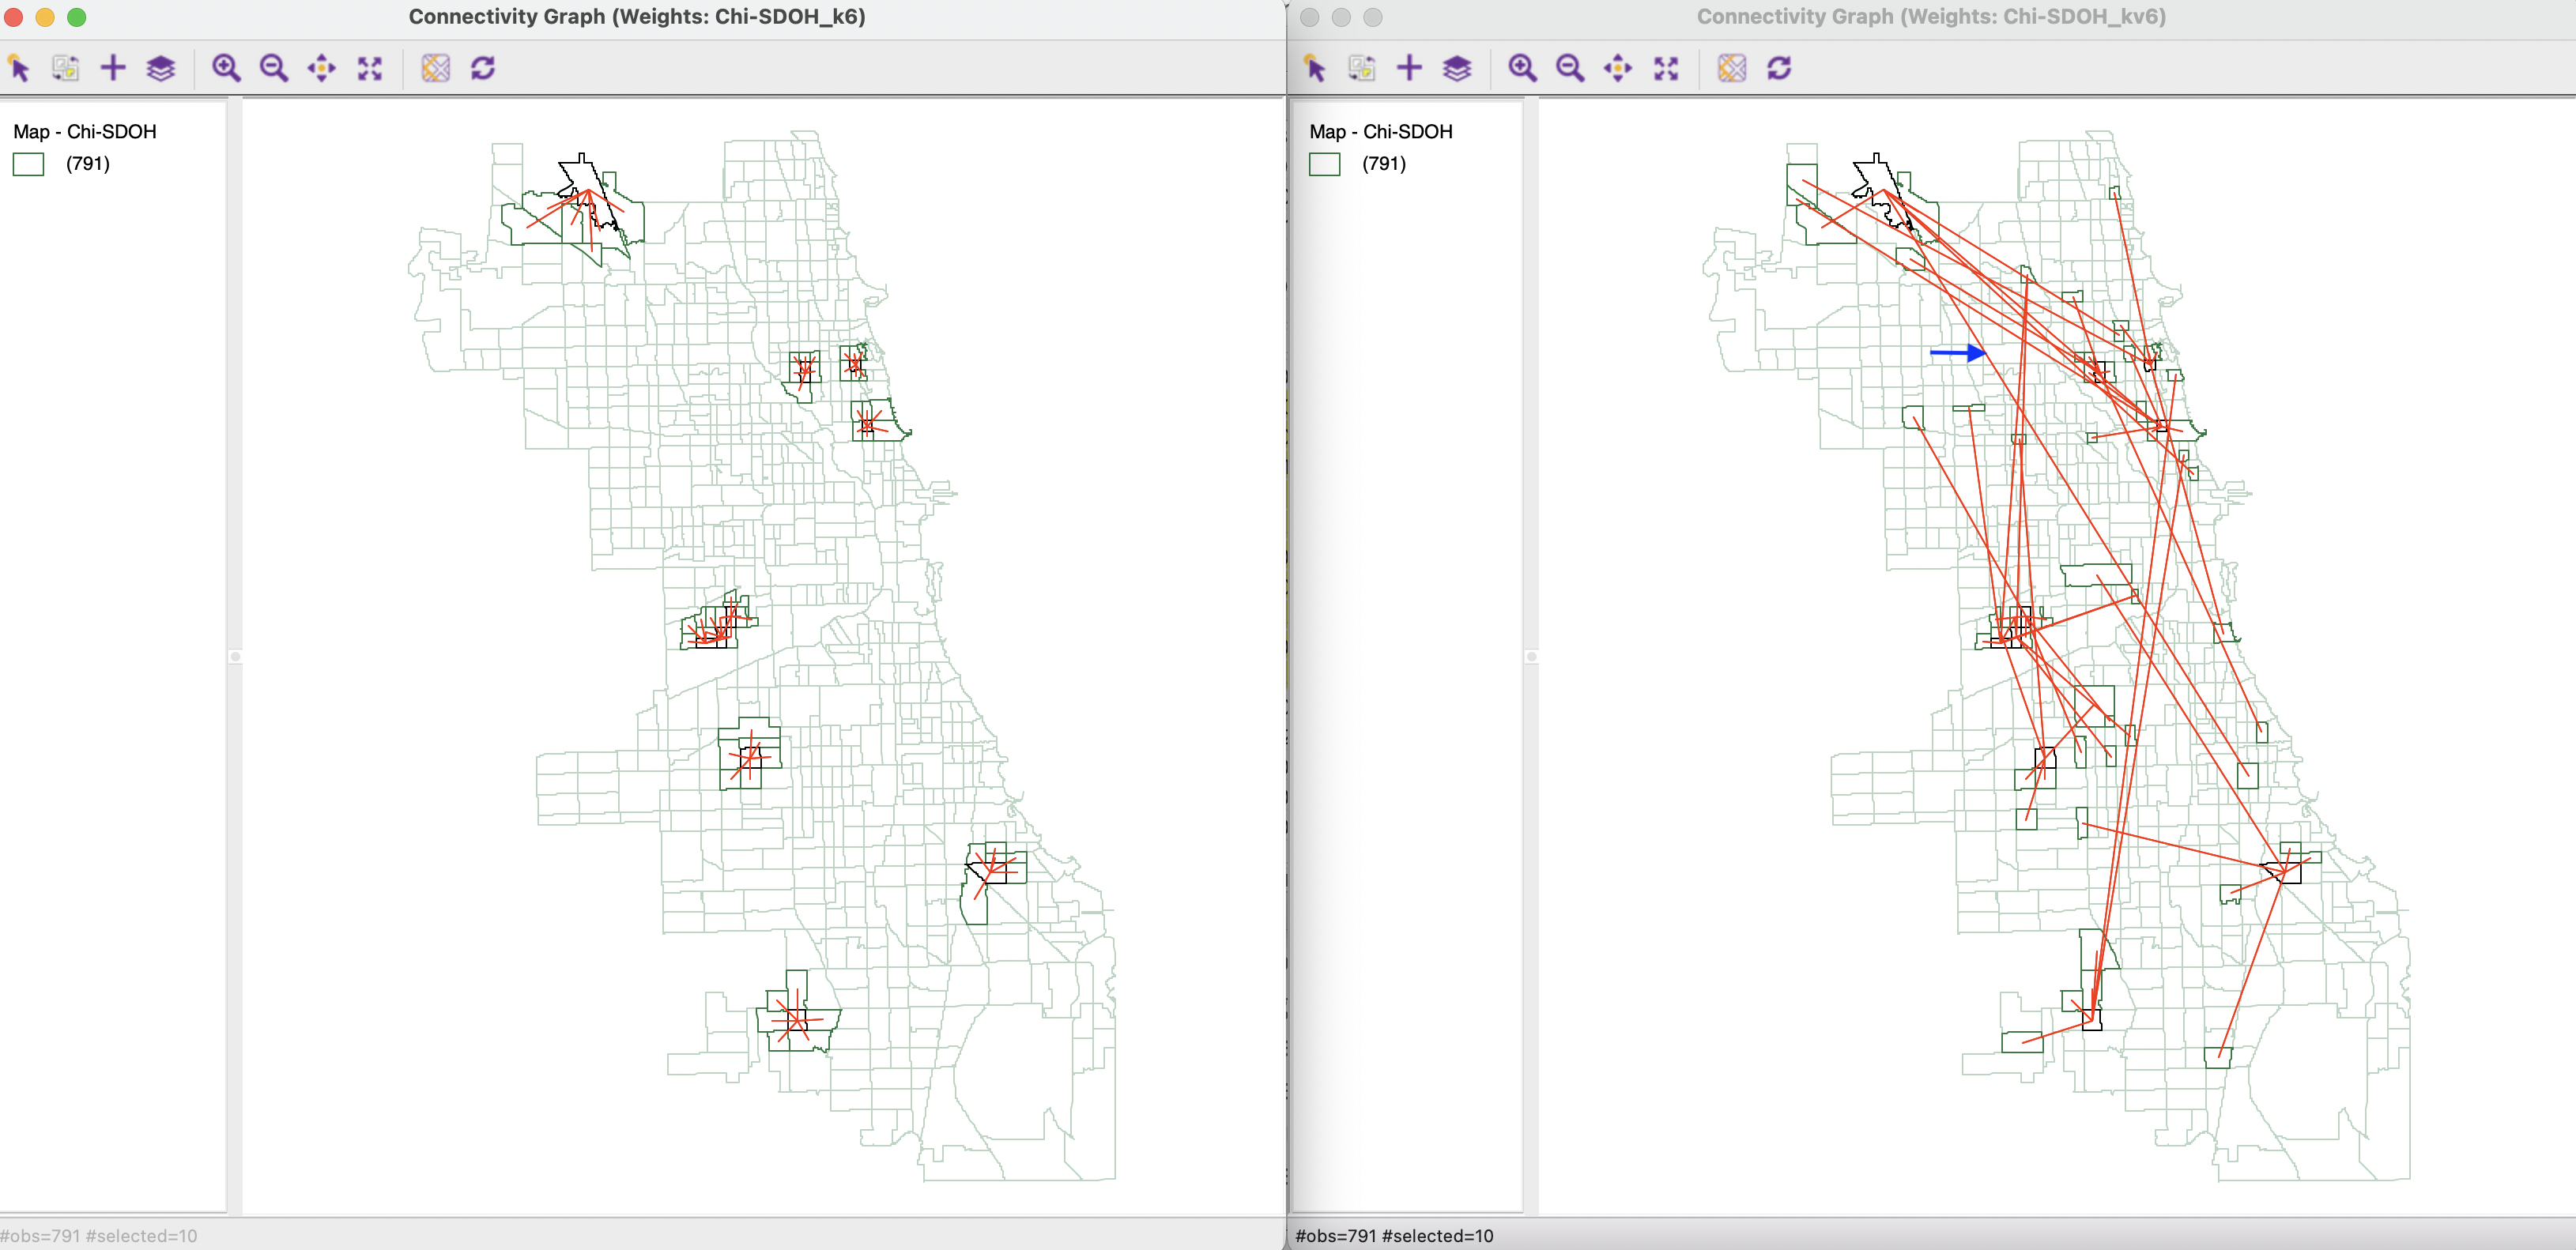 Connectivity Graph (Weights: Chi-SDOH_k6)
Map - Chi-SDOH
(791)
#obs=791 #selected=10
Connectivity Graph (Weights: Chi-SDOH_kv6)
Map - Chi-SDOH
(791)
#obs=791 #selected=10